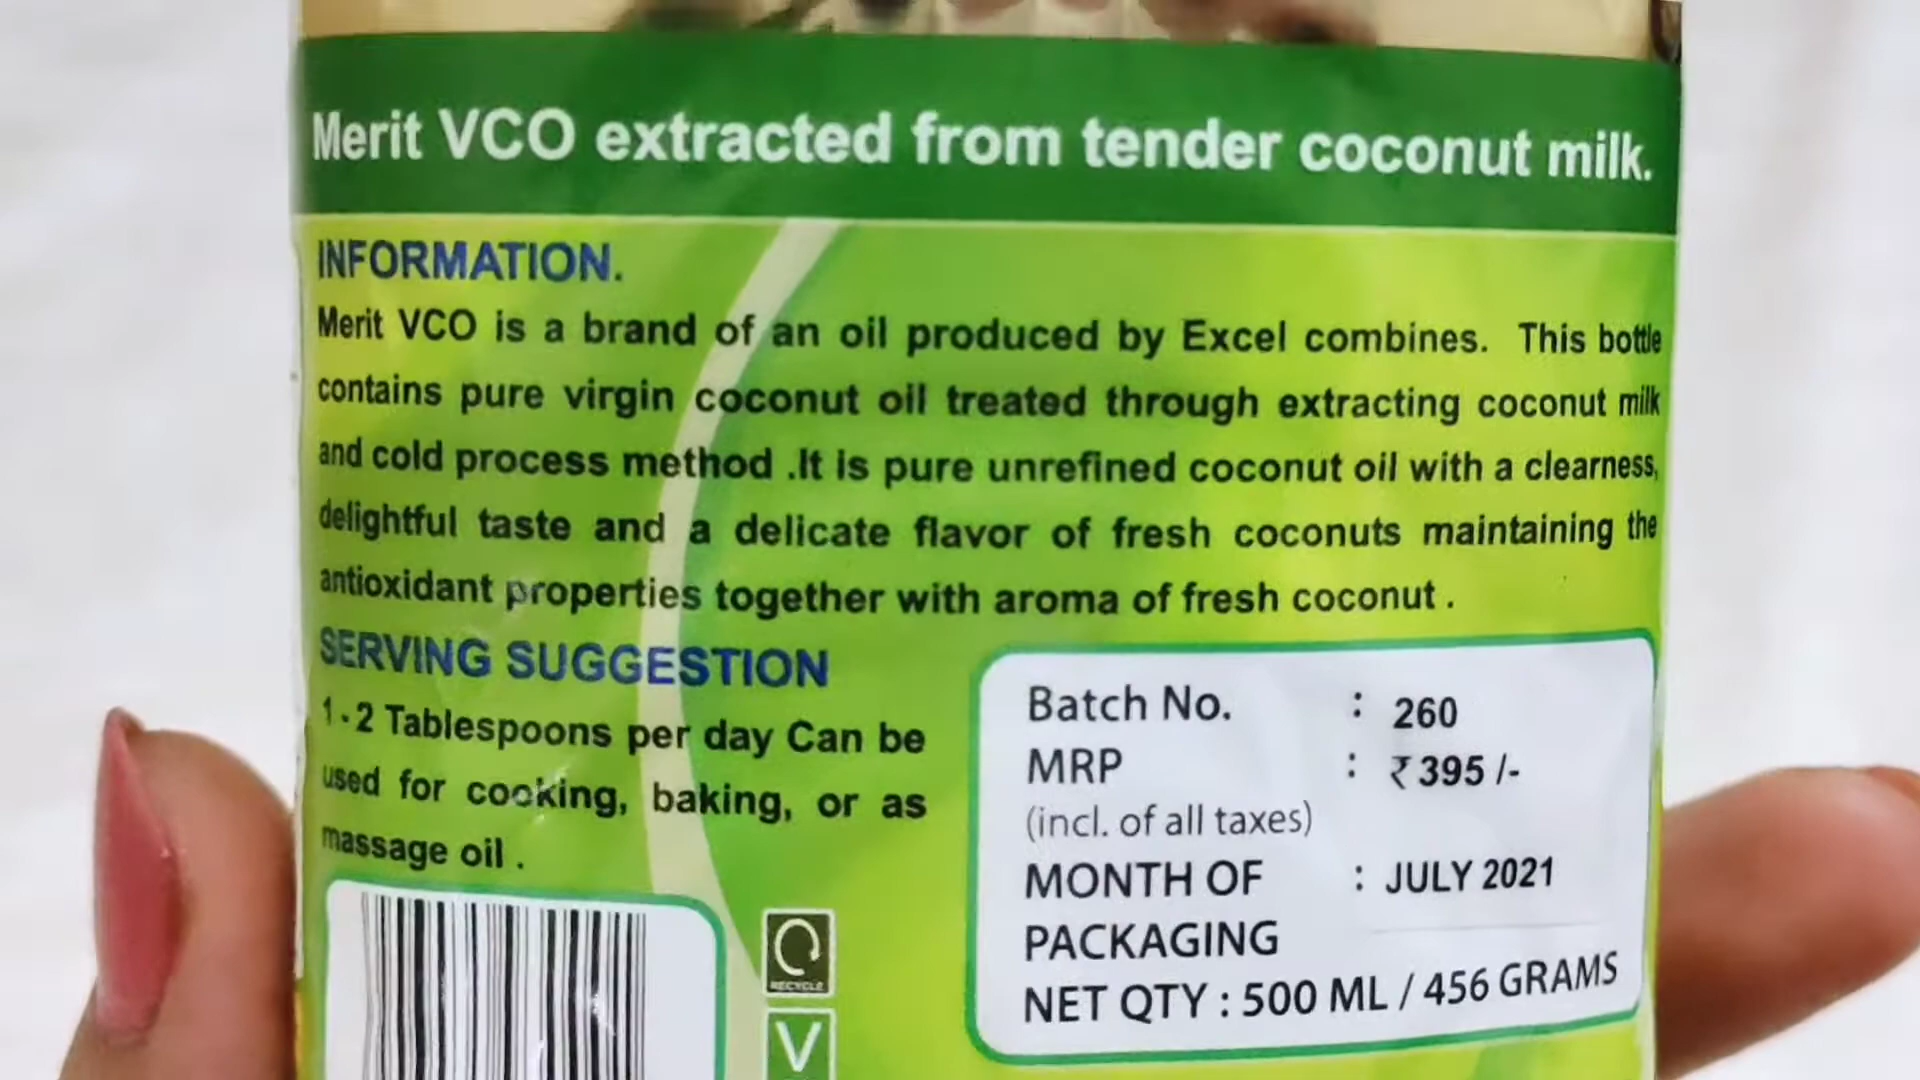 Merit VCO extracted from tender coconut milk.
INFORMATION.
Merit VCO is a brand of an oil produced by Excel combines. This bottle
contains pure virgin coconut oil treated through extracting coconut milk
and cold process method .It is pure unrefined coconut oil with a clearness,
delightful taste and a delicate flavor of fresh coconuts maintaining the
antioxidant properties together with aroma of fresh coconut .
SERVING SUGGESTION
1-2 Tablespoons per day Can be
used for cooking, baking, or as
massage oil .
RECYCLE
V
Batch No. : 260
MRP : ₹395 /-
(incl. of all taxes)
MONTH OF : JULY 2021
PACKAGING
NET QTY : 500 ML / 456 GRAMS